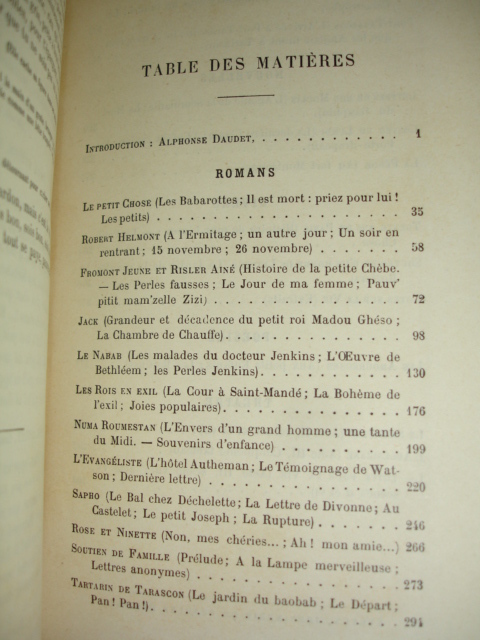 TABLE DES MATIÈRES
INTRODUCTION : ALPHONSE DAUDET, . . . . . . . . . . . . 1
ROMANS
LE PETIT CHOSE (Les Babarottes ; Il est mort : priez pour lui !
Les petits) . . . . . . . . . . . . . . . . . . . 35
ROBERT HELMONT (A l'Ermitage ; un autre jour ; Un soir en
rentrant ; 15 novembre ; 26 novembre) . . . . . . . 58
FROMONT JEUNE ET RISLER AINÉ (Histoire de la petite Chèbe.
— Les Perles fausses ; Le Jour de ma femme ; Pauv'
pitit mam'zelle Zizi) . . . . . . . . . . . . . . . 72
JACK (Grandeur et décadence du petit roi Madou Ghéso ;
La Chambre de Chauffe) . . . . . . . . . . . . . . 98
LE NABAB (Les malades du docteur Jenkins ; L'Œuvre de
Bethléem ; les Perles Jenkins) . . . . . . . . . . . 130
LES ROIS EN EXIL (La Cour à Saint-Mandé ; La Bohème de
l'exil ; Joies populaires) . . . . . . . . . . . . . . 176
NUMA ROUMESTAN (L'Envers d'un grand homme ; une tante
du Midi. — Souvenirs d'enfance) . . . . . . . . . . 199
L'EVANGÉLISTE (L'hôtel Autheman ; Le Témoignage de Wat-
son ; Dernière lettre) . . . . . . . . . . . . . . . 220
SAPHO (Le Bal chez Déchelette ; La Lettre de Divonne ; Au
Castelet ; Le petit Joseph ; La Rupture) . . . . . . . 246
ROSE ET NINETTE (Non, mes chéries... ; Ah ! mon amie...) 266
SOUTIEN DE FAMILLE (Prélude ; A la Lampe merveilleuse ;
Lettres anonymes) . . . . . . . . . . . . . . . . 273
TARTARIN DE TARASCON (Le jardin du baobab ; Le Départ ;
Pan ! Pan !) . . . . . . . . . . . . . . . . . . . 291